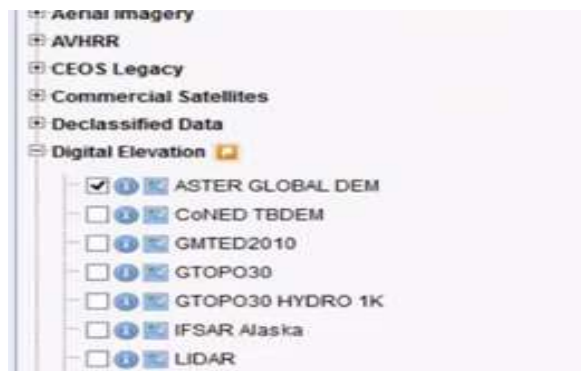 Aerial Imagery
AVHRR
CEOS Legacy
Commercial Satellites
Declassified Data
Digital Elevation
ASTER GLOBAL DEM
CoNED TBDEM
GMTED2010
GTOPO30
GTOPO30 HYDRO 1K
IFSAR Alaska
LIDAR